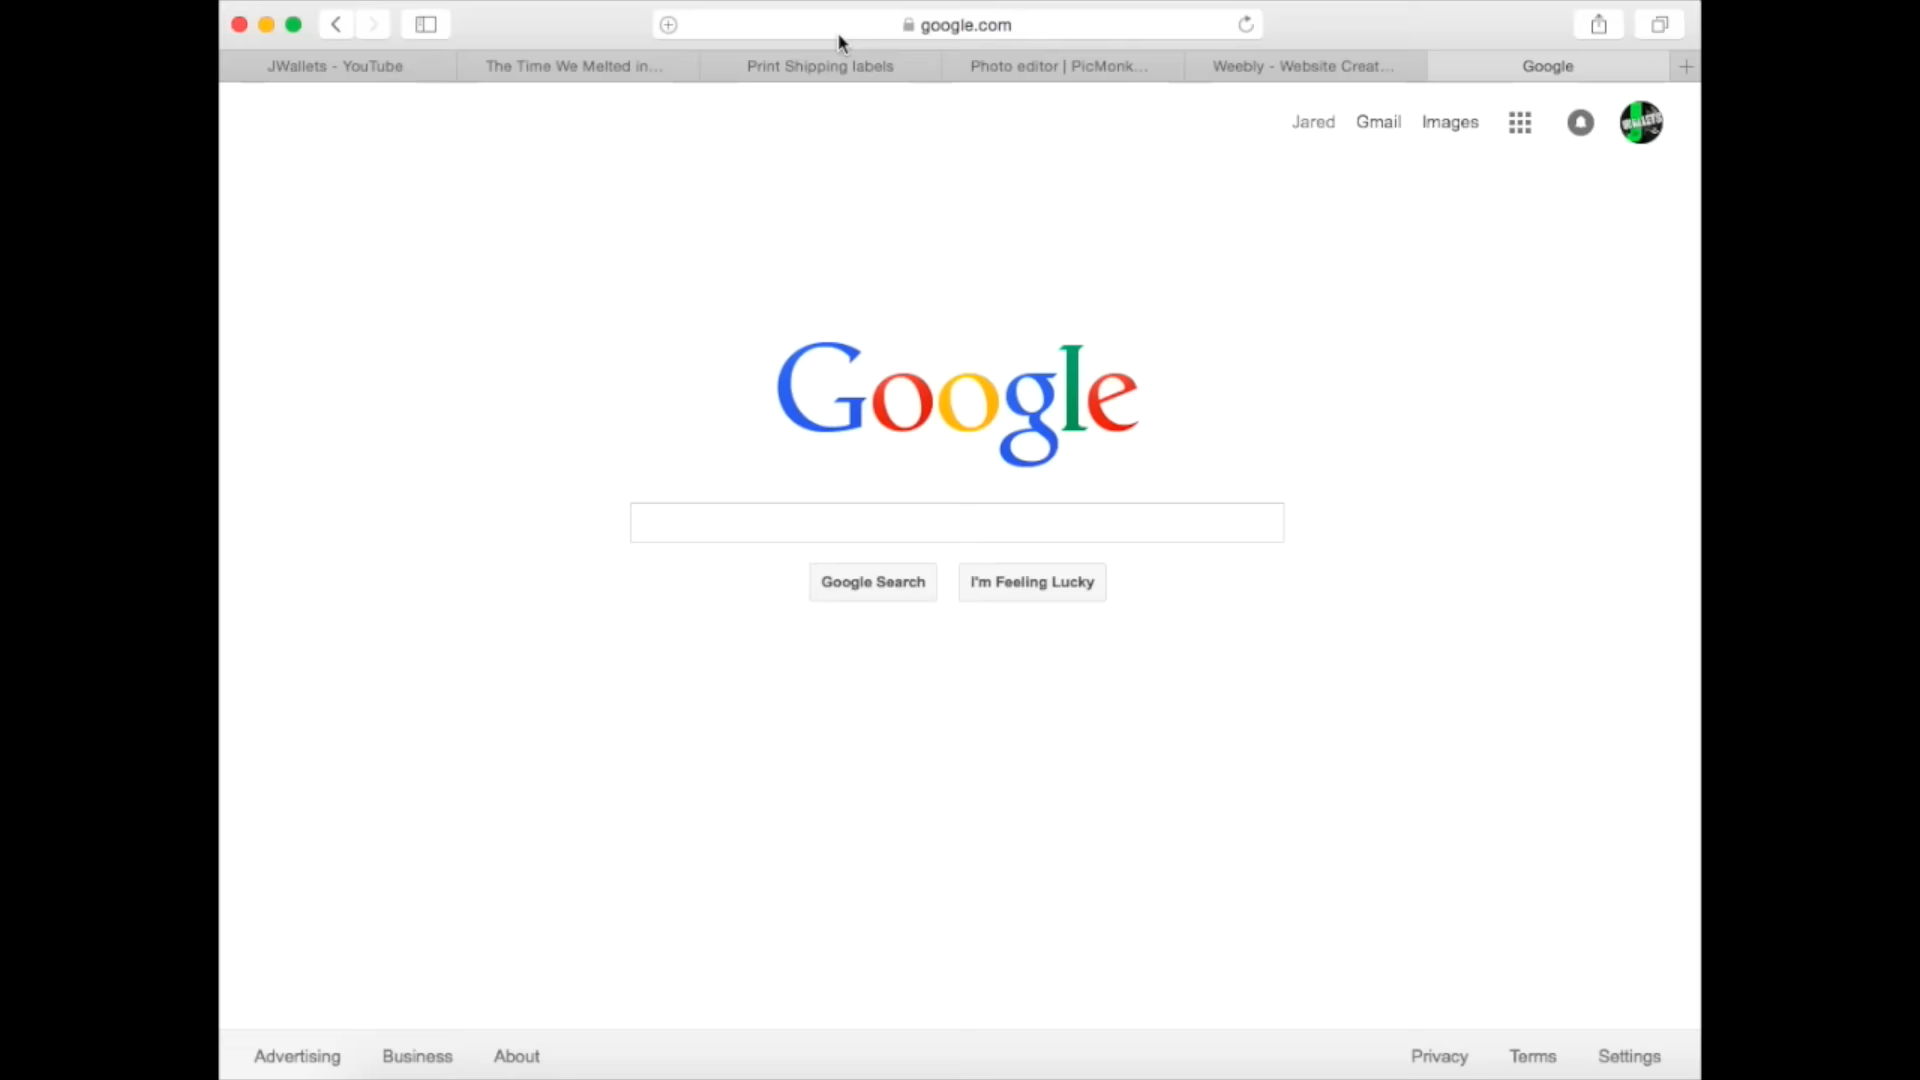 google.com
JWallets - YouTube
The Time We Melted in...
Print Shipping labels
Photo editor | PicMonk...
Weebly - Website Creat...
Google
Jared
Gmail
Images
Google
Google Search
I'm Feeling Lucky
Advertising
Business
About
Privacy
Terms
Settings